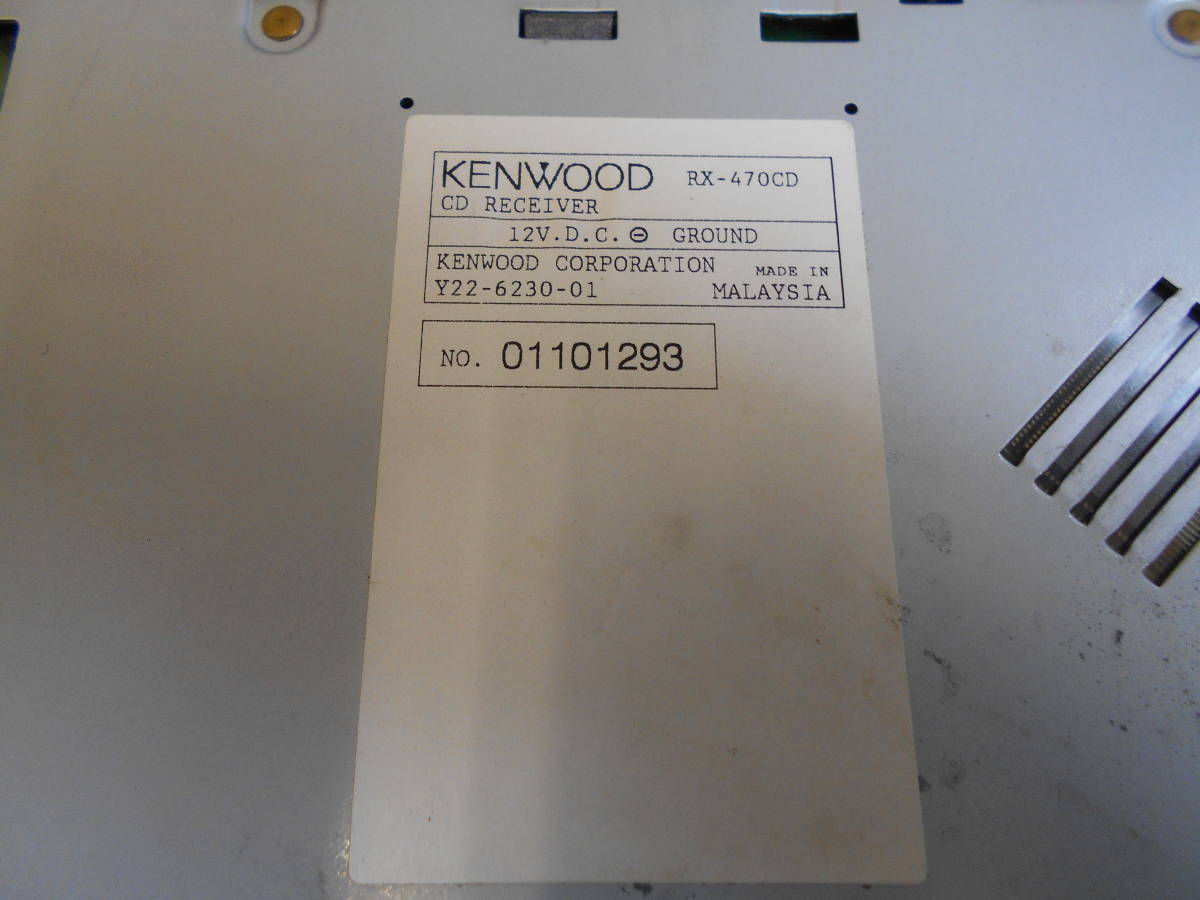 KENWOOD RX-470CD
CD RECEIVER
12V.D.C. ⊖ GROUND
KENWOOD CORPORATION MADE IN
Y22-6230-01 MALAYSIA
NO. 01101293